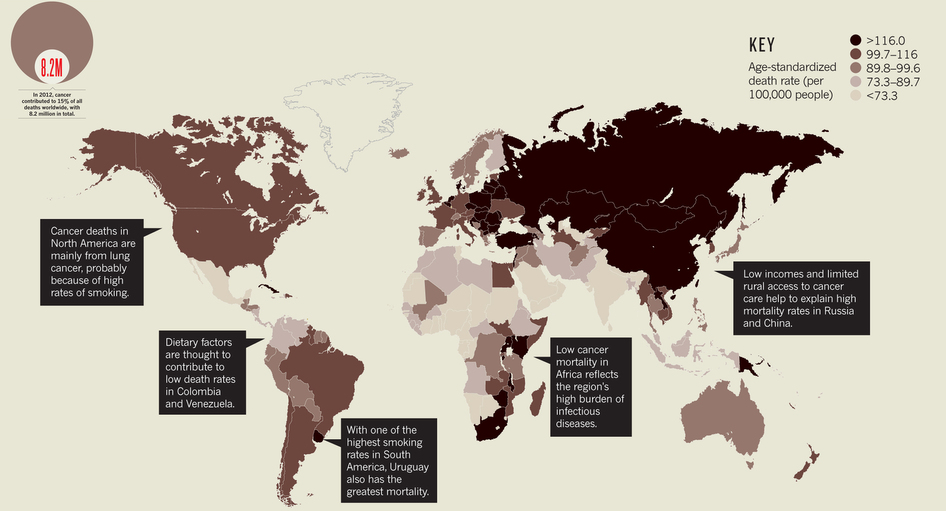 8.2M
In 2012, cancer
contributed to 15% of all
deaths worldwide, with
8.2 million in total.
KEY
Age-standardized
death rate (per
100,000 people)
>116.0
99.7–116
89.8–99.6
73.3–89.7
<73.3
Cancer deaths in
North America are
mainly from lung
cancer, probably
because of high
rates of smoking.
Low incomes and limited
rural access to cancer
care help to explain high
mortality rates in Russia
and China.
Dietary factors
are thought to
contribute to
low death rates
in Colombia
and Venezuela.
Low cancer
mortality in
Africa reflects
the region's
high burden of
infectious
diseases.
With one of the
highest smoking
rates in South
America, Uruguay
also has the
greatest mortality.